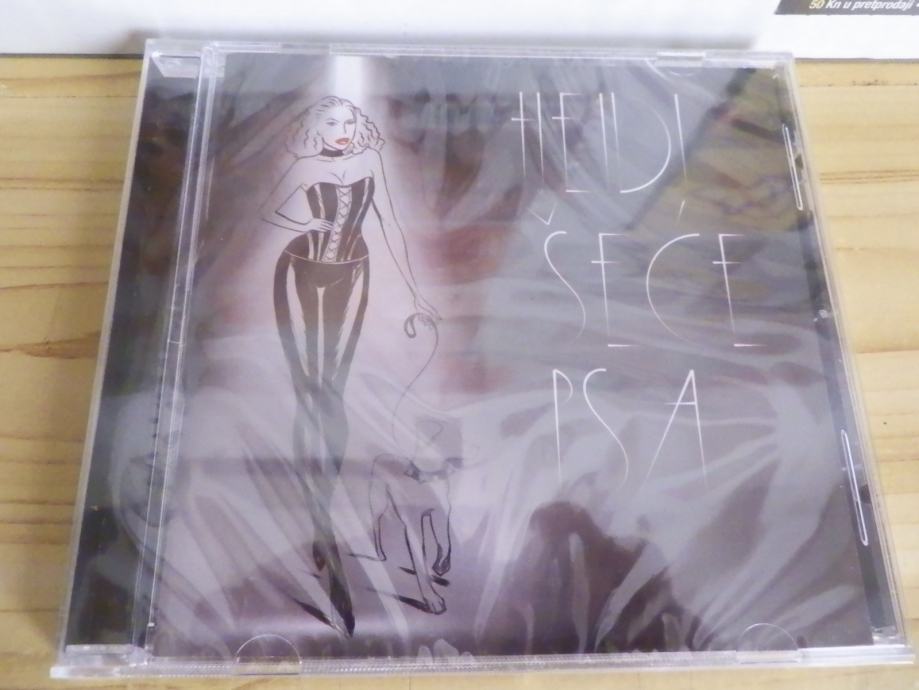 50 Kn u pretprodaji
HEIDI
ŠEĆE
PSA